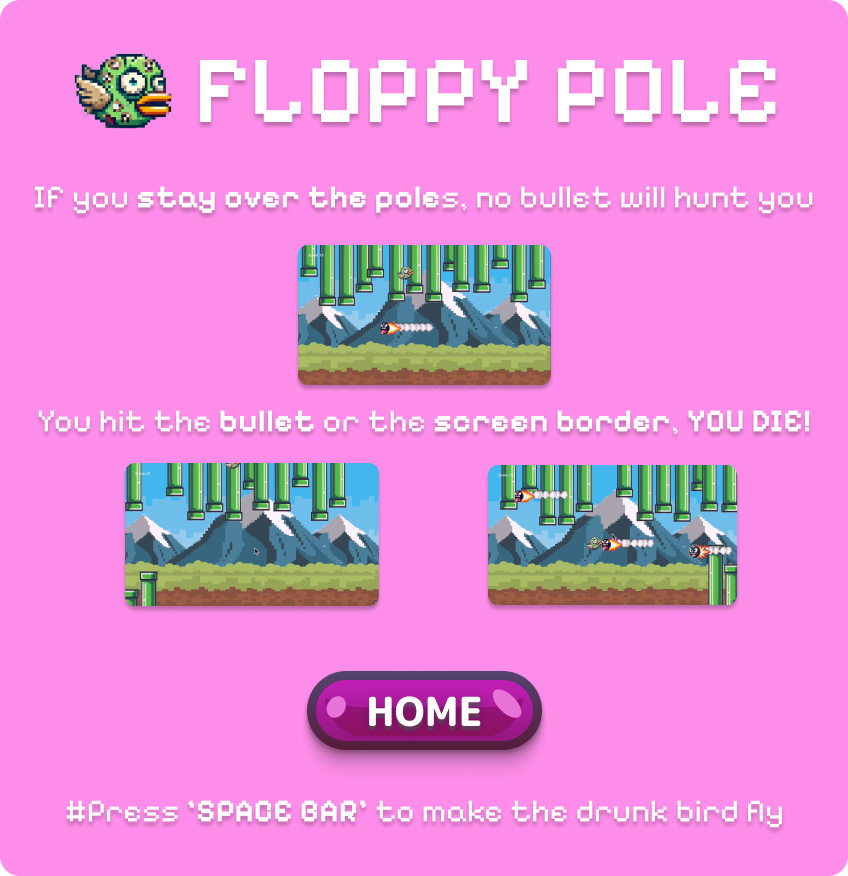 FLOPPY POLE
If you stay over the poles, no bullet will hunt you
You hit the bullet or the screen border, YOU DIE!
HOME
#Press 'SPACE BAR' to make the drunk bird fly